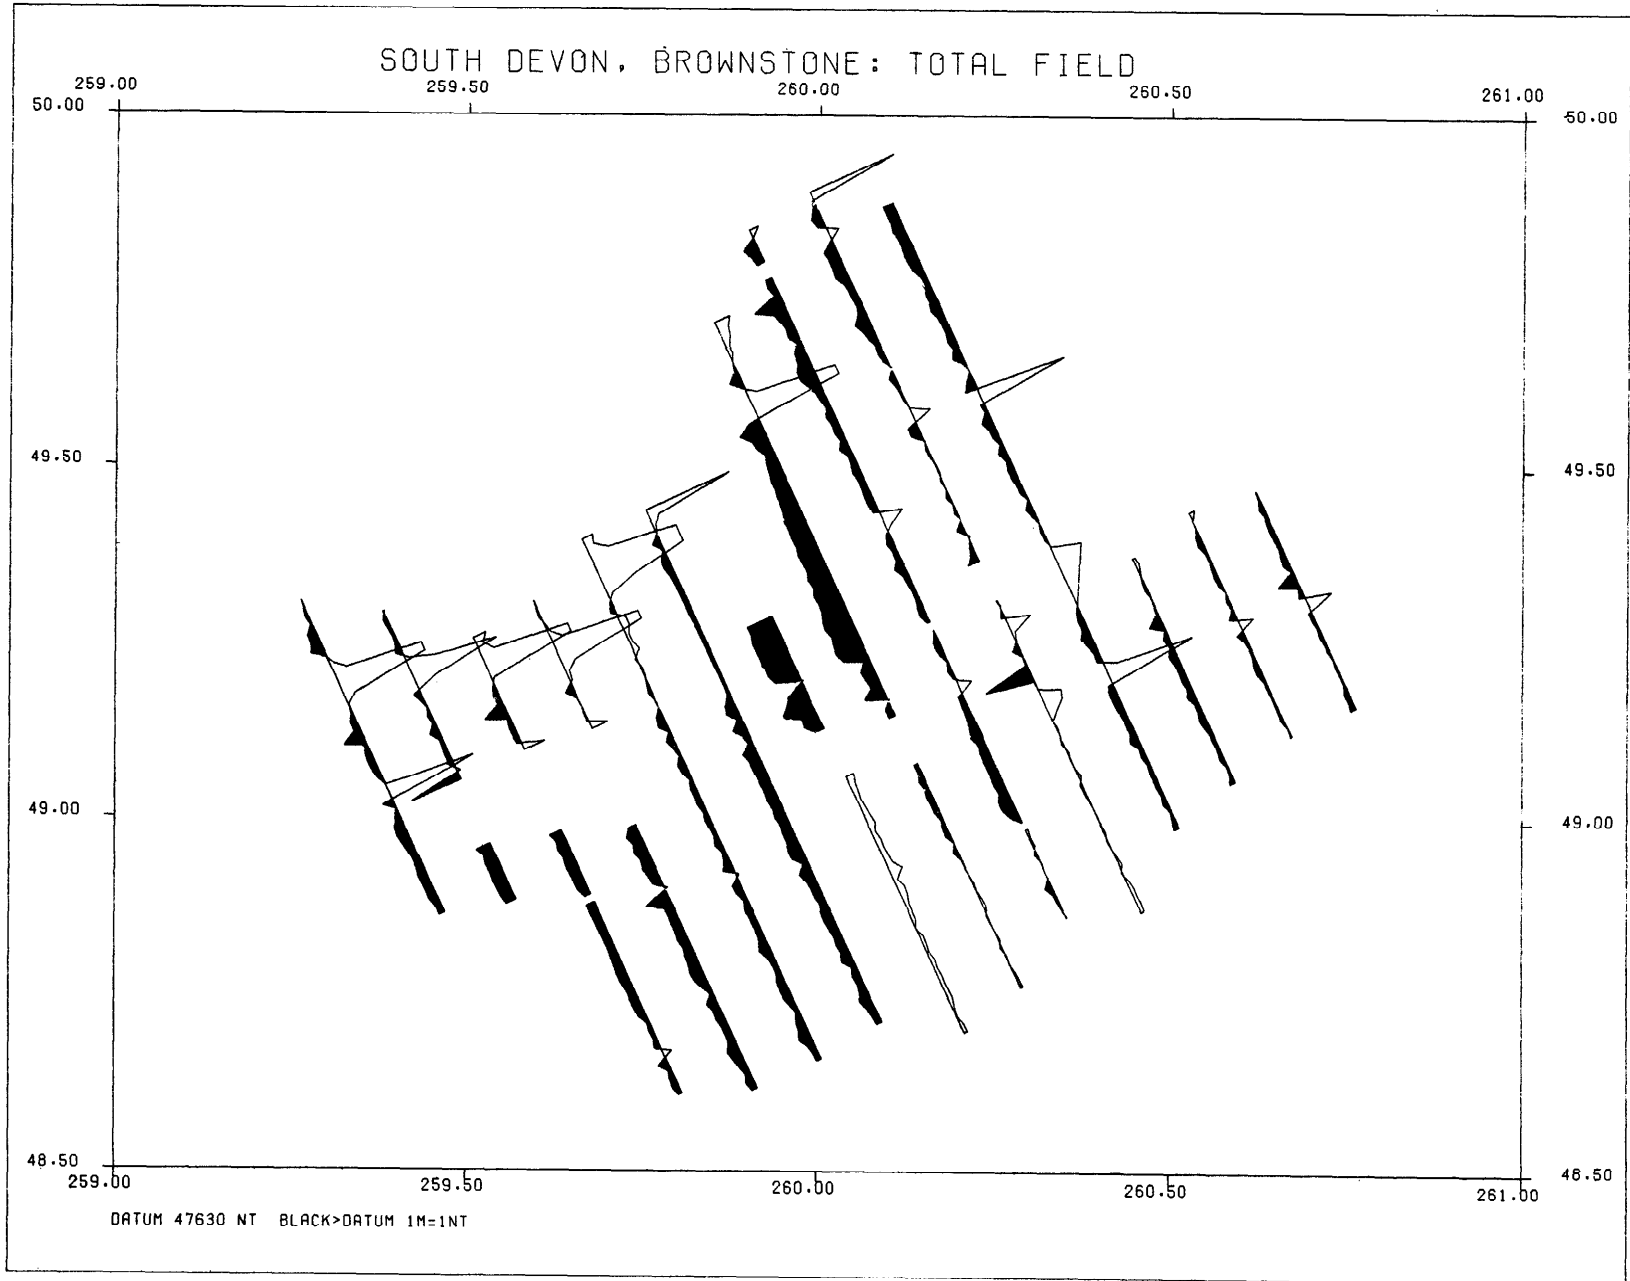 SOUTH DEVON, BROWNSTONE: TOTAL FIELD
259.00 259.50 260.00 260.50 261.00
50.00 50.00
49.50 49.50
49.00 49.00
48.50 48.50
259.00 259.50 260.00 260.50 261.00
DATUM 47630 NT BLACK>DATUM 1M=1NT